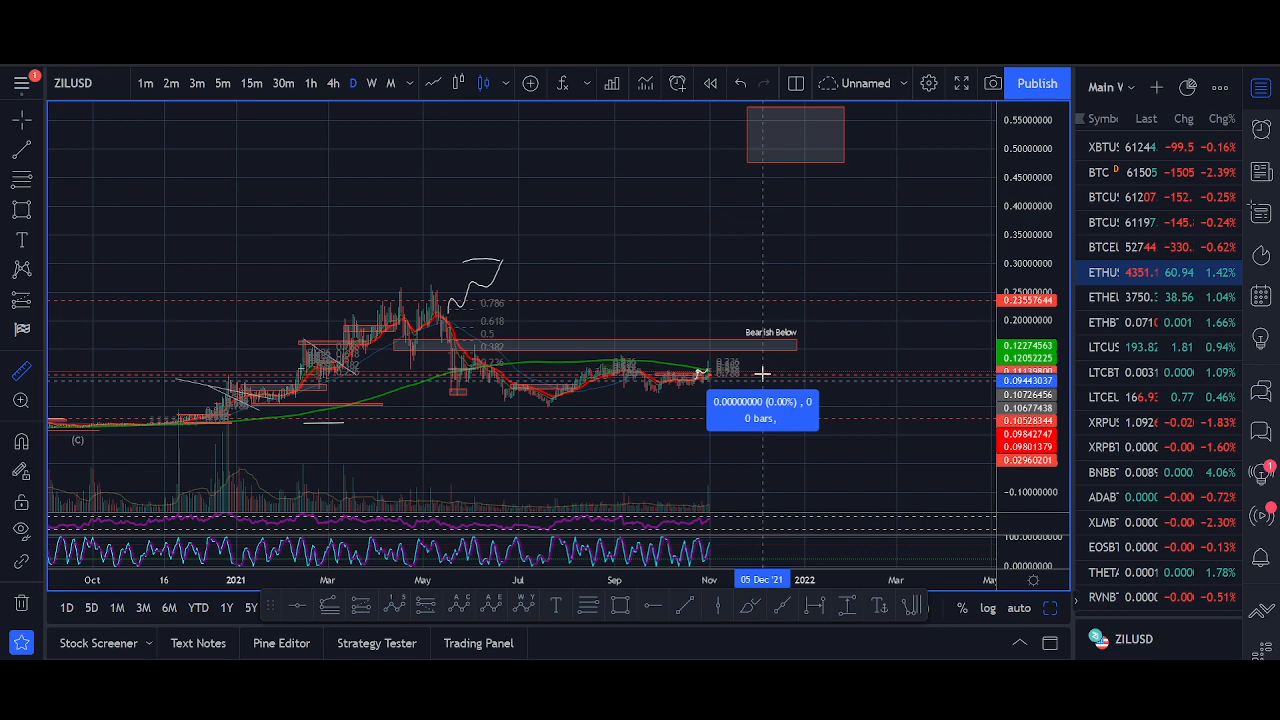 ZILUSD 1m 2m 3m 5m 15m 30m 1h 4h D W M Unnamed Publish
Main V
Symbo Last Chg Chg%
XBTUS 61244. -99.5 -0.16%
BTC D 61505 -1505 -2.39%
BTCUS 61207. -152. -0.25%
BTCUS 61197. -145. -0.24%
BTCEU 52744 -330. -0.62%
ETHUS 4351.1 60.94 1.42%
ETHEU 3750.3 38.56 1.04%
ETHBT 0.0710 0.001 1.66%
LTCUS 193.82 1.81 0.94%
LTCBT 0.0031 0.000 1.09%
LTCEU 166.93 0.77 0.46%
XRPUS 1.0926 -0.02 -1.83%
XRPBT 0.0000 -0.00 -1.60%
BNBBT 0.0089 0.000 4.06%
ADABT 0.0000 -0.00 -0.72%
XLMBT 0.0000 -0.00 -2.30%
EOSBT 0.0000 -0.00 -0.13%
THETA 0.0001 0.000 1.78%
RVNBT 0.0000 -0.00 -0.51%
ZILUSD
0.55000000
0.50000000
0.45000000
0.40000000
0.35000000
0.30000000
0.25000000
0.23557644
0.20000000
0.12274563
0.12052225
0.11139800
0.09443037
0.10726456
0.10677438
0.10528344
0.09842747
0.09801379
0.02960201
-0.10000000
100.00000000
0.00000000
0.786
0.618
0.5
0.382
0.236
Bearish Below
0.236
0.00000000 (0.00%) , 0
0 bars,
(C)
Oct 16 2021 Mar May Jul Sep Nov 05 Dec '21 2022 Mar May
1D 5D 1M 3M 6M YTD 1Y 5Y % log auto
Stock Screener Text Notes Pine Editor Strategy Tester Trading Panel